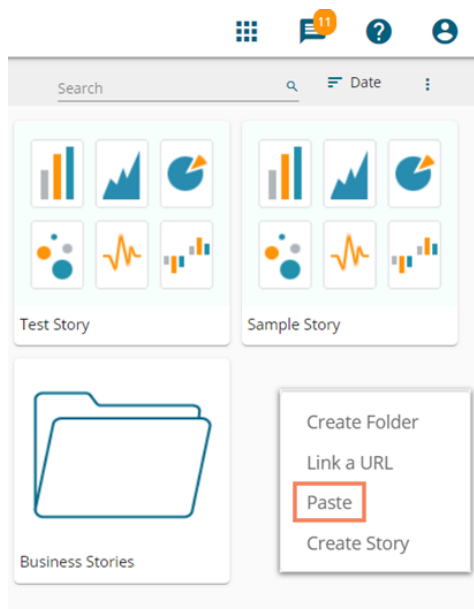 11
Search
Date
Test Story
Sample Story
Create Folder
Link a URL
Paste
Create Story
Business Stories